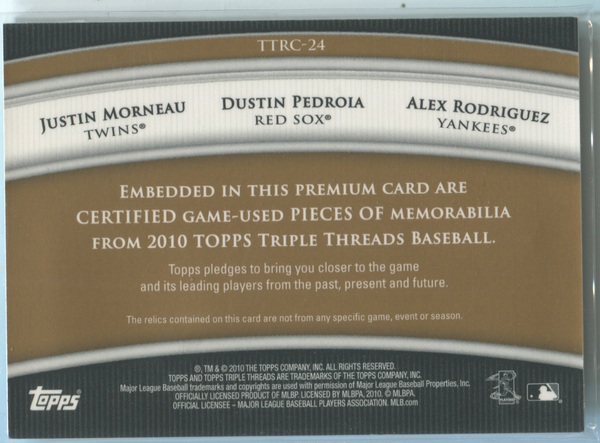 TTRC-24
JUSTIN MORNEAU
TWINS®
DUSTIN PEDROIA
RED SOX®
ALEX RODRIGUEZ
YANKEES®
EMBEDDED IN THIS PREMIUM CARD ARE
CERTIFIED GAME-USED PIECES OF MEMORABILIA
FROM 2010 TOPPS TRIPLE THREADS BASEBALL.
Topps pledges to bring you closer to the game
and its leading players from the past, present and future.
The relics contained on this card are not from any specific game, event or season.
®, TM & © 2010 THE TOPPS COMPANY, INC. ALL RIGHTS RESERVED.
TOPPS AND TOPPS TRIPLE THREADS ARE TRADEMARKS OF THE TOPPS COMPANY, INC.
Major League Baseball trademarks and copyrights are used with permission of Major League Baseball Properties, Inc.
OFFICIALLY LICENSED PRODUCT OF MLBP. LICENSED BY MLBPA, 2010. © MLBPA.
OFFICIAL LICENSEE – MAJOR LEAGUE BASEBALL PLAYERS ASSOCIATION. MLB.com
Topps